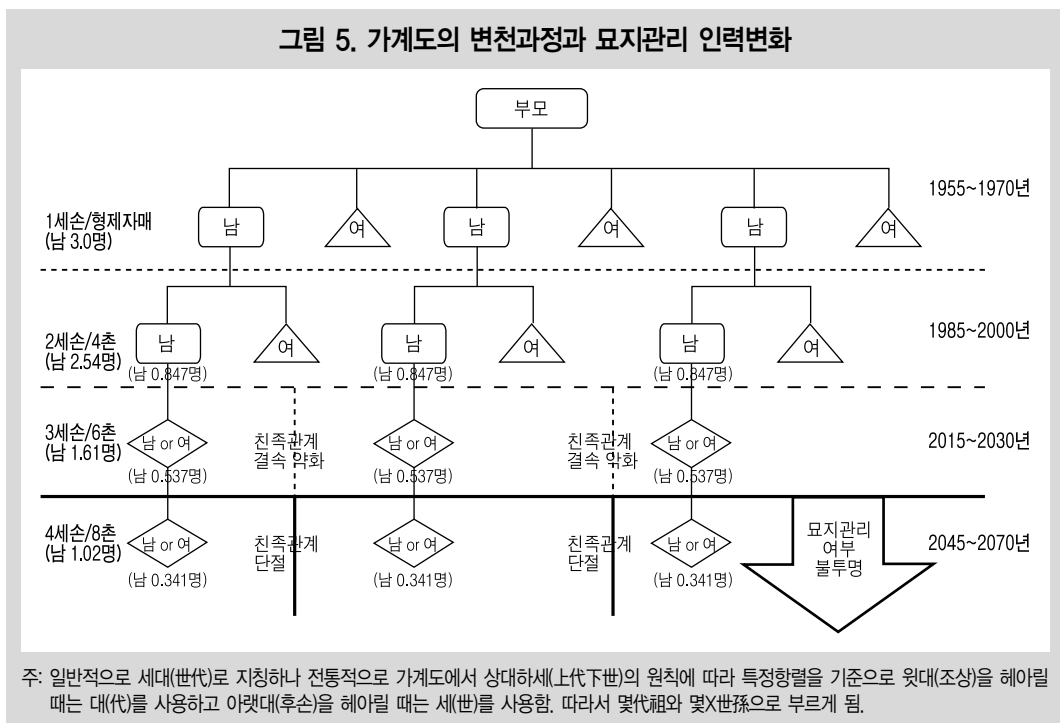 그림 5. 가계도의 변천과정과 묘지관리 인력변화
부모
1955~1970년
1세손/형제자매
(남 3.0명)
남
여
남
여
남
여
2세손/4촌
(남 2.54명)
남
여
남
여
남
여
1985~2000년
(남 0.847명)
(남 0.847명)
(남 0.847명)
3세손/6촌
(남 1.61명)
남 or 여
친족관계
결속 약화
남 or 여
친족관계
결속 약화
남 or 여
2015~2030년
(남 0.537명)
(남 0.537명)
(남 0.537명)
4세손/8촌
(남 1.02명)
남 or 여
친족관계
단절
남 or 여
친족관계
단절
남 or 여
묘지관리
여부
불투명
2045~2070년
(남 0.341명)
(남 0.341명)
(남 0.341명)
주: 일반적으로 세대(世代)로 지칭하나 전통적으로 가계도에서 상대하세(上代下世)의 원칙에 따라 특정항렬을 기준으로 윗대(조상)을 헤아릴
때는 대(代)를 사용하고 아랫대(후손)을 헤아릴 때는 세(世)를 사용함. 따라서 몇代祖와 몇X世孫으로 부르게 됨.